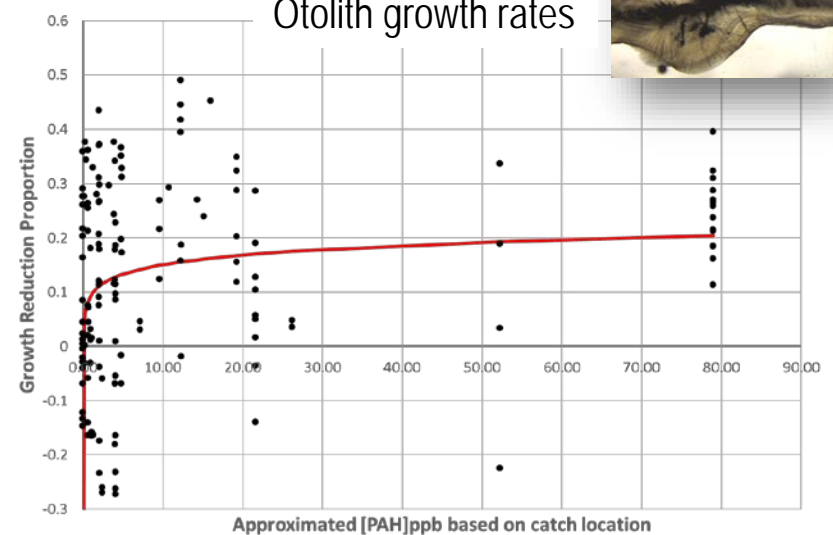 Otolith growth rates
0.6
0.5
0.4
0.3
0.2
0.1
0
-0.1
-0.2
-0.3
Growth Reduction Proportion
0.00 10.00 20.00 30.00 40.00 50.00 60.00 70.00 80.00 90.00
Approximated [PAH]ppb based on catch location